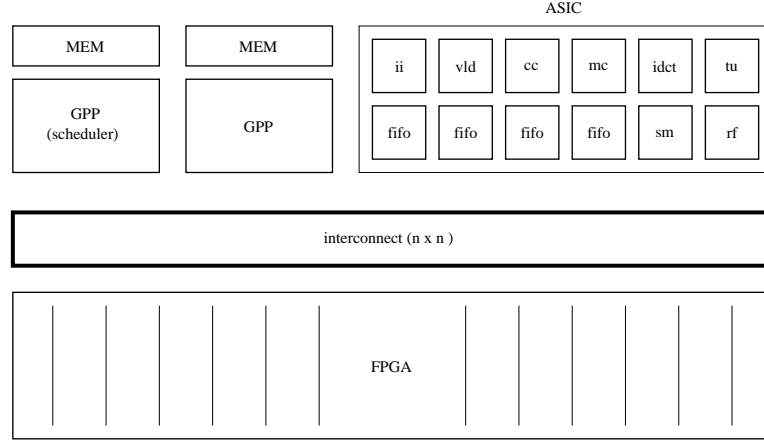 ASIC
MEM
MEM
ii
vld
cc
mc
idct
tu
GPP
(scheduler)
GPP
fifo
fifo
fifo
fifo
sm
rf
interconnect (n x n )
FPGA